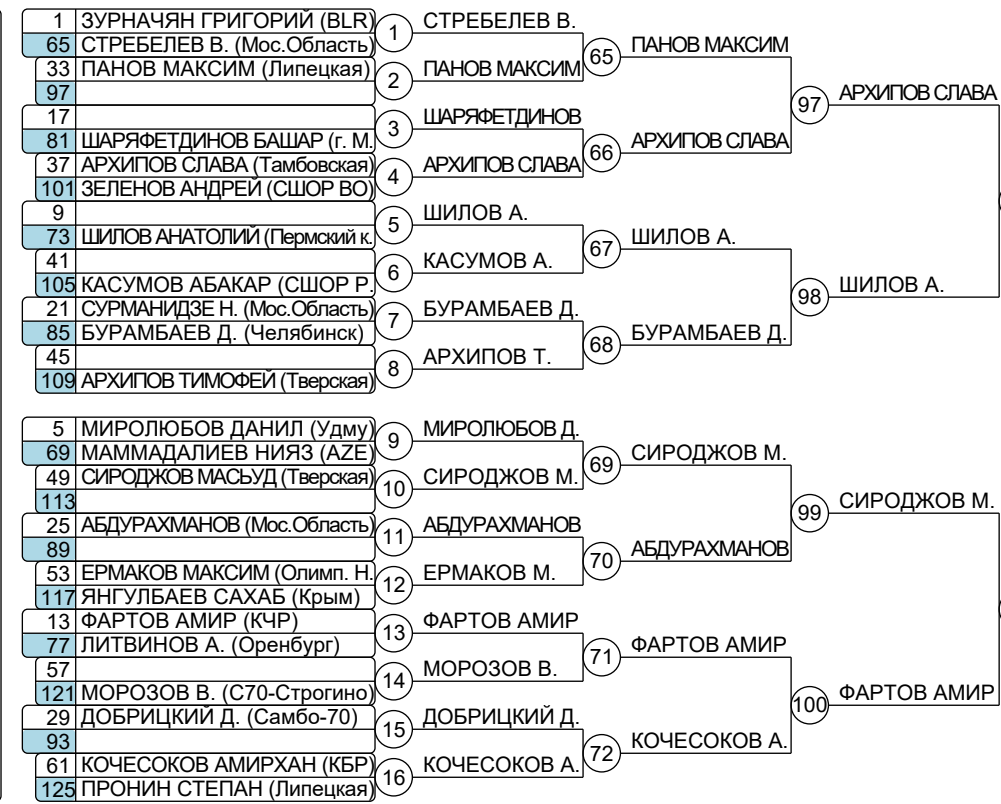 1 ЗУРНАЧЯН ГРИГОРИЙ (BLR)
65 СТРЕБЕЛЕВ В. (Мос.Область)
1
СТРЕБЕЛЕВ В.
33 ПАНОВ МАКСИМ (Липецкая)
97
2
ПАНОВ МАКСИМ
65
ПАНОВ МАКСИМ
17
81 ШАРЯФЕТДИНОВ БАШАР (г. М.
3
ШАРЯФЕТДИНОВ
37 АРХИПОВ СЛАВА (Тамбовская)
101 ЗЕЛЕНОВ АНДРЕЙ (СШОР ВО)
4
АРХИПОВ СЛАВА
66
АРХИПОВ СЛАВА
97
АРХИПОВ СЛАВА
9
73 ШИЛОВ АНАТОЛИЙ (Пермский к.
5
ШИЛОВ А.
41
105 КАСУМОВ АБАКАР (СШОР Р.
6
КАСУМОВ А.
67
ШИЛОВ А.
21 СУРМАНИДЗЕ Н. (Мос.Область)
85 БУРАМБАЕВ Д. (Челябинск)
7
БУРАМБАЕВ Д.
45
109 АРХИПОВ ТИМОФЕЙ (Тверская)
8
АРХИПОВ Т.
68
БУРАМБАЕВ Д.
98
ШИЛОВ А.
5 МИРОЛЮБОВ ДАНИЛ (Удму)
69 МАММАДАЛИЕВ НИЯЗ (AZE)
9
МИРОЛЮБОВ Д.
49 СИРОДЖОВ МАСЬУД (Тверская)
113
10
СИРОДЖОВ М.
69
СИРОДЖОВ М.
25 АБДУРАХМАНОВ (Мос.Область)
89
11
АБДУРАХМАНОВ
53 ЕРМАКОВ МАКСИМ (Олимп. Н.
117 ЯНГУЛБАЕВ САХАБ (Крым)
12
ЕРМАКОВ М.
70
АБДУРАХМАНОВ
99
СИРОДЖОВ М.
13 ФАРТОВ АМИР (КЧР)
77 ЛИТВИНОВ А. (Оренбург)
13
ФАРТОВ АМИР
57
121 МОРОЗОВ В. (С70-Строгино)
14
МОРОЗОВ В.
71
ФАРТОВ АМИР
29 ДОБРИЦКИЙ Д. (Самбо-70)
93
15
ДОБРИЦКИЙ Д.
61 КОЧЕСОКОВ АМИРХАН (КБР)
125 ПРОНИН СТЕПАН (Липецкая)
16
КОЧЕСОКОВ А.
72
КОЧЕСОКОВ А.
100
ФАРТОВ АМИР